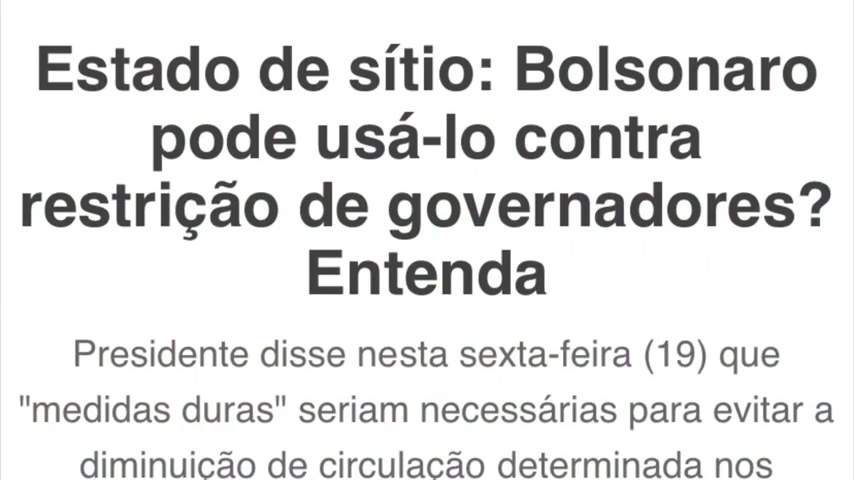 Estado de sítio: Bolsonaro
pode usá-lo contra
restrição de governadores?
Entenda
Presidente disse nesta sexta-feira (19) que
"medidas duras" seriam necessárias para evitar a
diminuição de circulação determinada nos